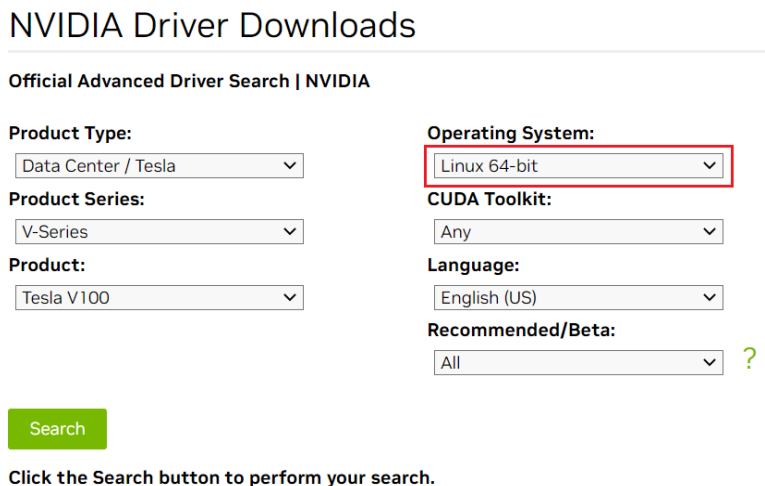 NVIDIA Driver Downloads
Official Advanced Driver Search | NVIDIA
Product Type:
Data Center / Tesla
Product Series:
V-Series
Product:
Tesla V100
Operating System:
Linux 64-bit
CUDA Toolkit:
Any
Language:
English (US)
Recommended/Beta:
All
?
Search
Click the Search button to perform your search.